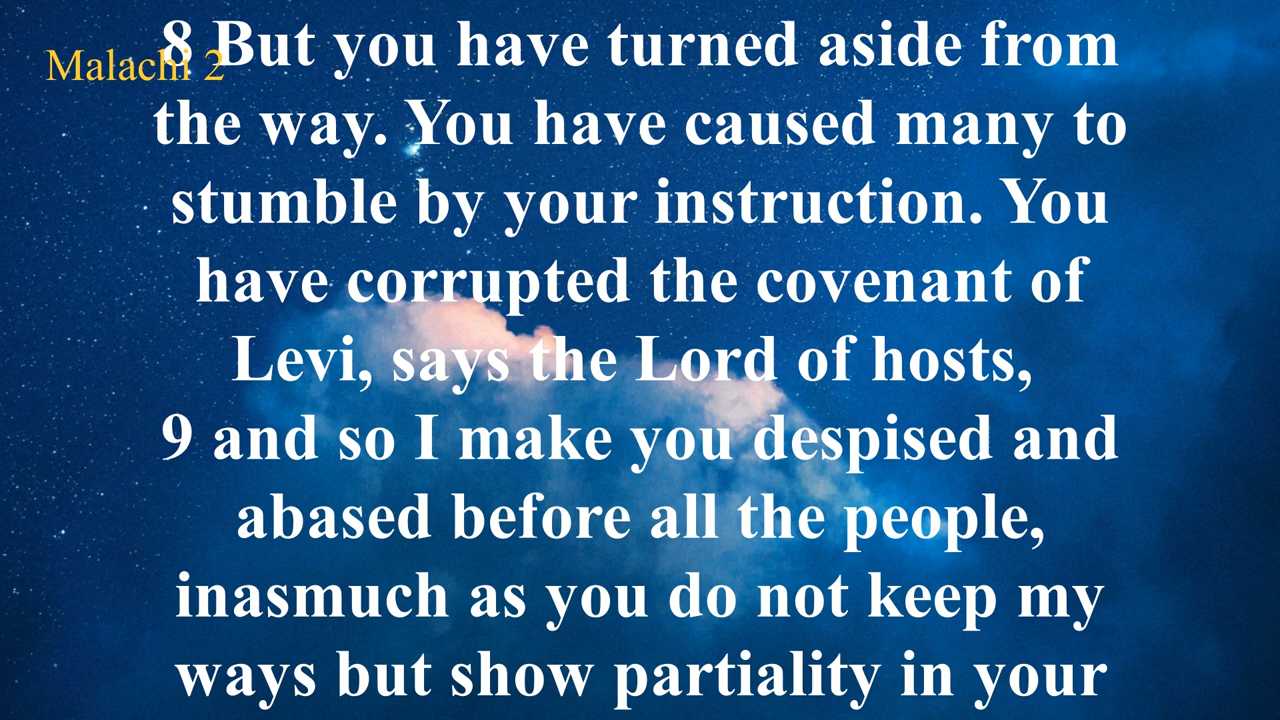 Malachi 2
8 But you have turned aside from
the way. You have caused many to
stumble by your instruction. You
have corrupted the covenant of
Levi, says the Lord of hosts,
9 and so I make you despised and
abased before all the people,
inasmuch as you do not keep my
ways but show partiality in your